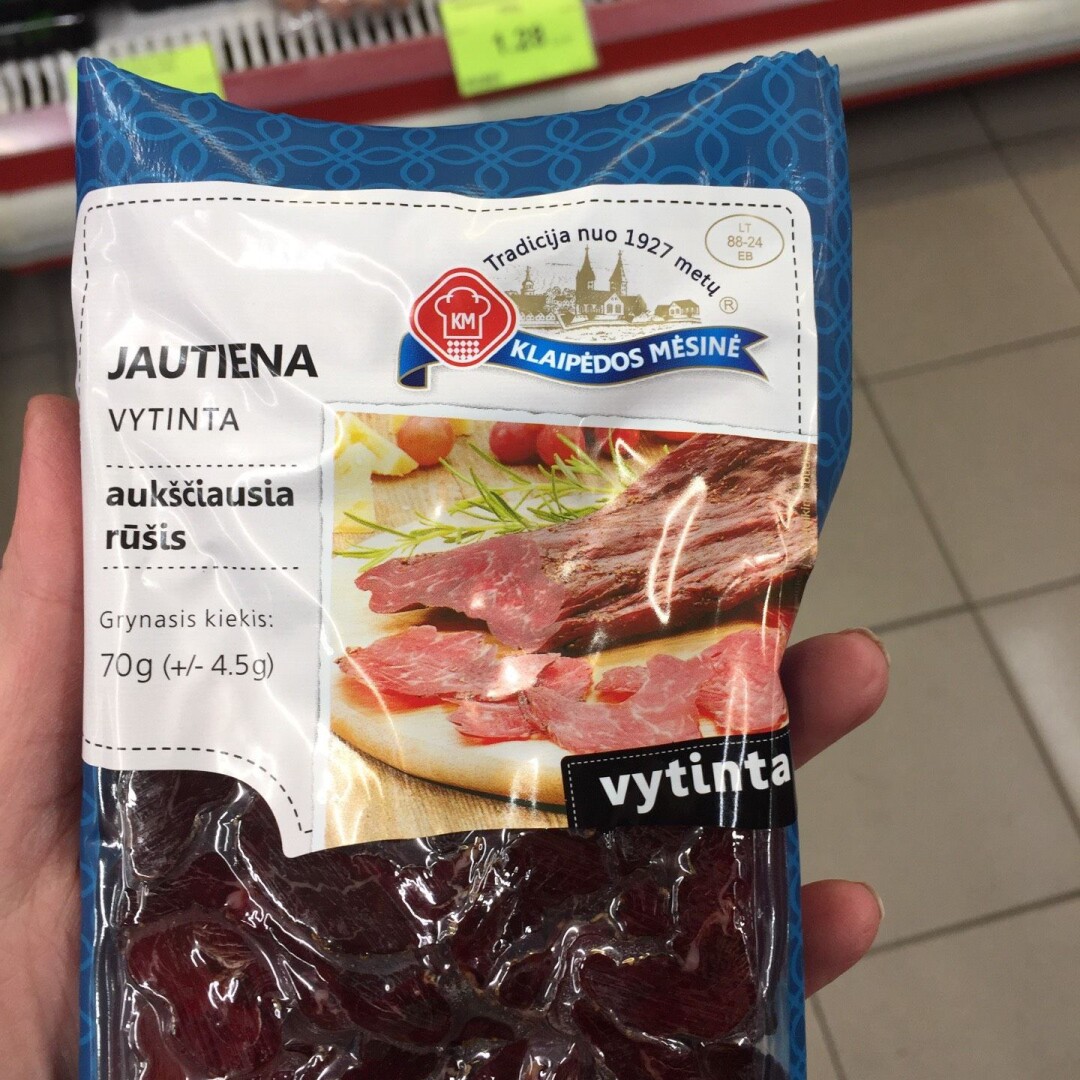 1.28
Tradicija nuo 1927 metų
LT
88-24
EB
®
KM
KLAIPĖDOS MĖSINĖ
JAUTIENA
VYTINTA
aukščiausia
rūšis
Grynasis kiekis:
70g (+/- 4.5g)
vytinta